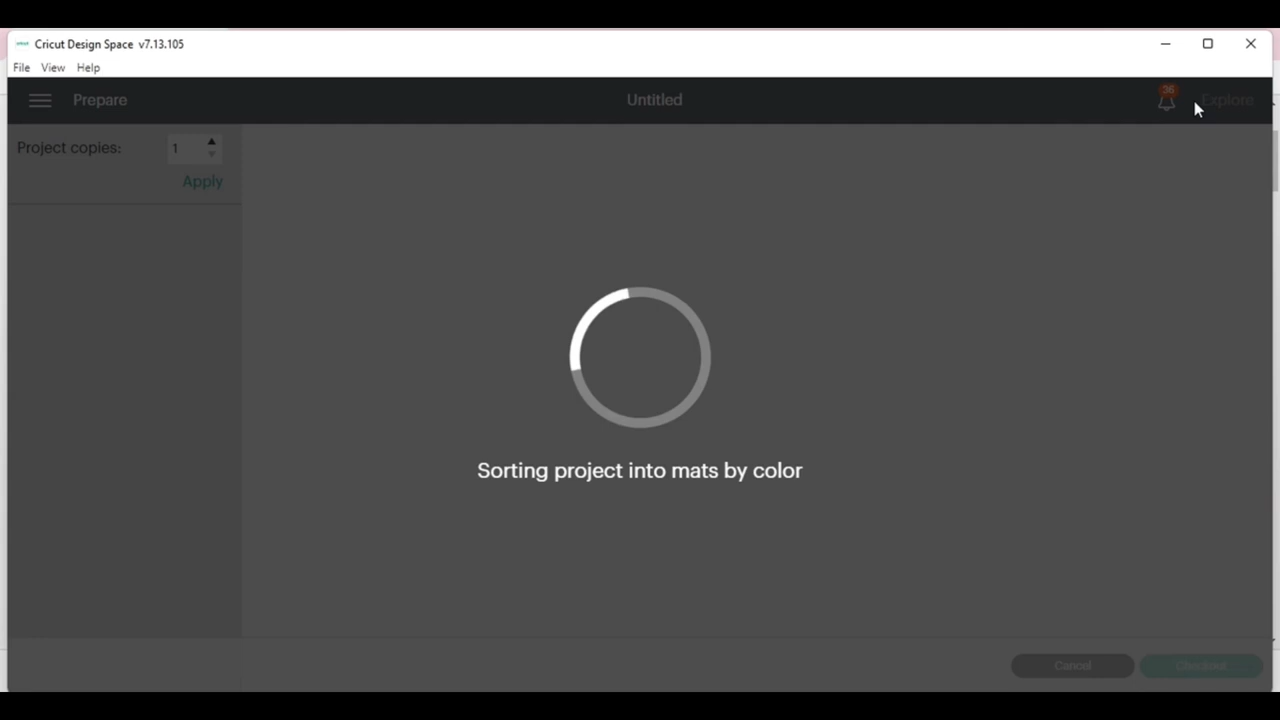 Cricut Design Space v7.13.105
File View Help
Prepare
Untitled
36
Explore
Project copies: 1
Apply
Sorting project into mats by color
Cancel